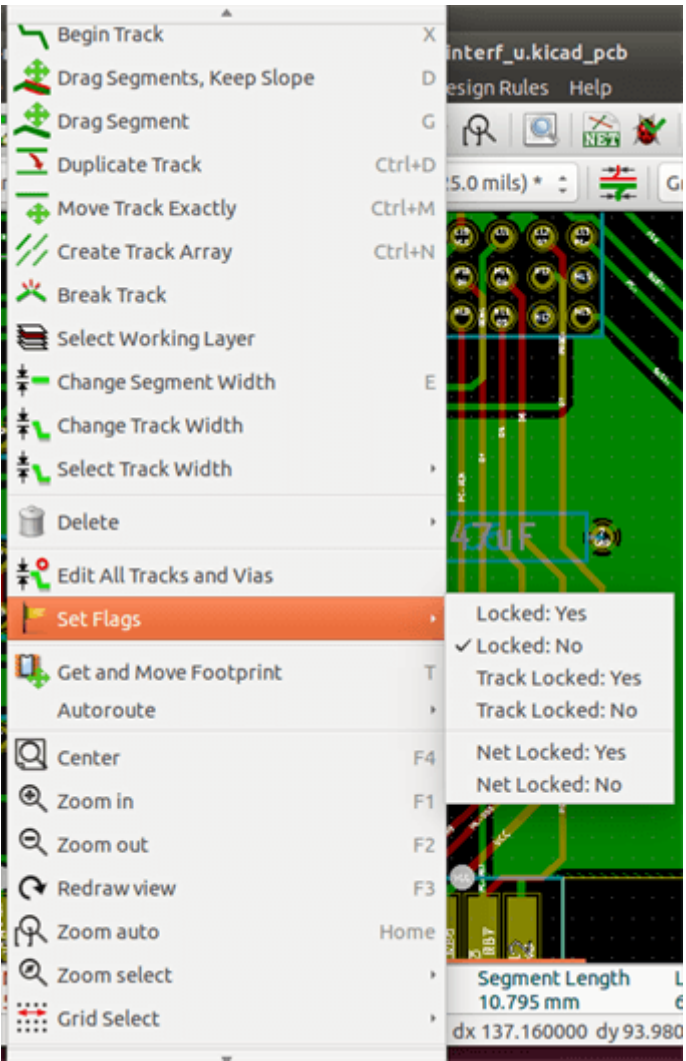 Begin Track X
Drag Segments, Keep Slope D
Drag Segment G
Duplicate Track Ctrl+D
Move Track Exactly Ctrl+M
Create Track Array Ctrl+N
Break Track
Select Working Layer
Change Segment Width E
Change Track Width
Select Track Width
Delete
Edit All Tracks and Vias
Set Flags
Get and Move Footprint T
Autoroute
Center F4
Zoom in F1
Zoom out F2
Redraw view F3
Zoom auto Home
Zoom select
Grid Select
interf_u.kicad_pcb
esign Rules Help
NET
25.0 mils) *
47uF
Locked: Yes
Locked: No
Track Locked: Yes
Track Locked: No
Net Locked: Yes
Net Locked: No
VCC
RB7
Segment Length
10.795 mm
dx 137.160000 dy 93.980